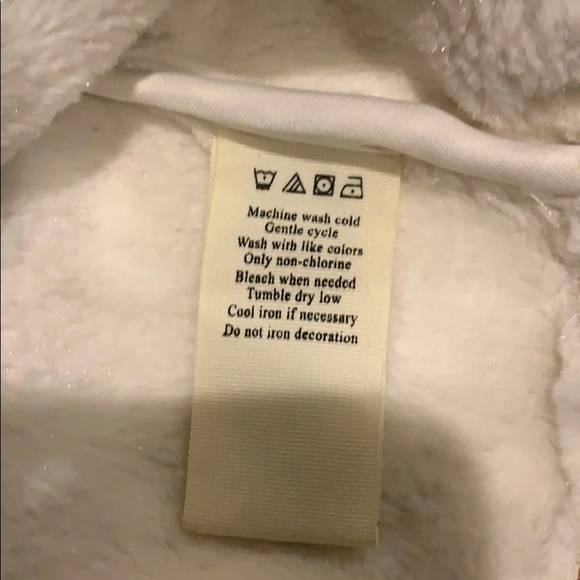 Machine wash cold
Gentle cycle
Wash with like colors
Only non-chlorine
Bleach when needed
Tumble dry low
Cool iron if necessary
Do not iron decoration